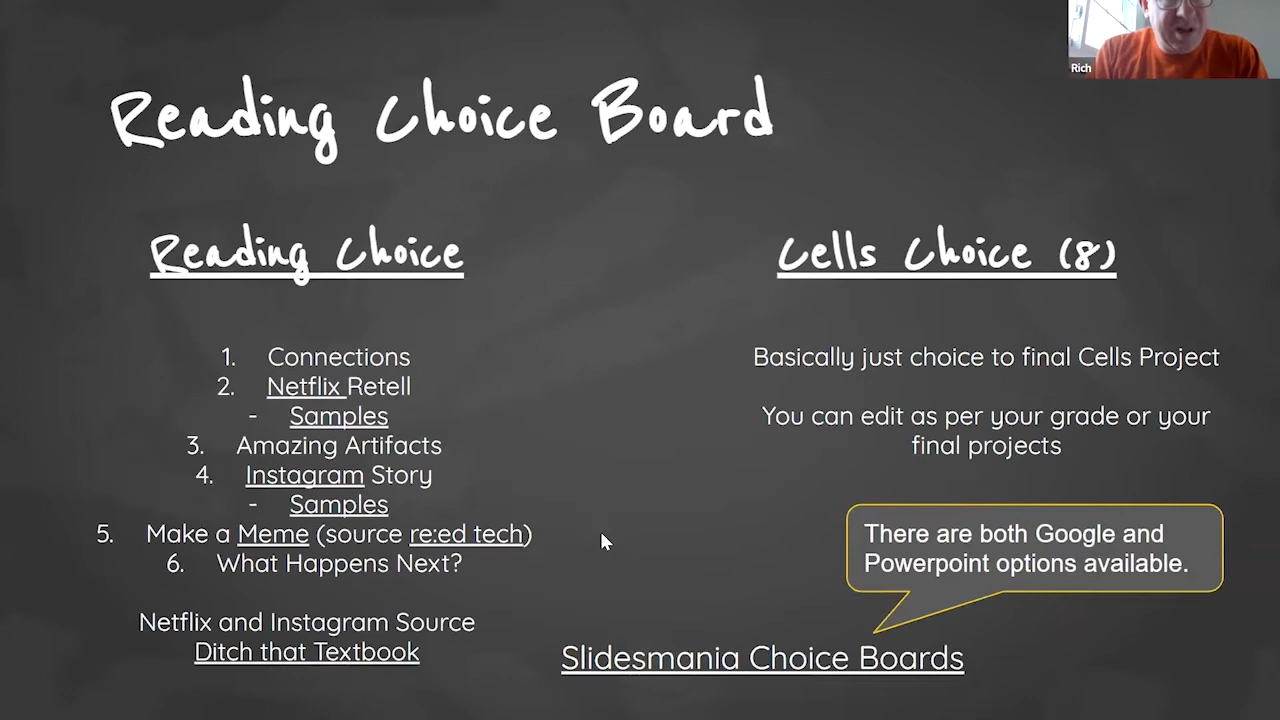 Rich
Reading Choice Board
Reading Choice
1. Connections
2. Netflix Retell
- Samples
3. Amazing Artifacts
4. Instagram Story
- Samples
5. Make a Meme (source re:ed tech)
6. What Happens Next?
Netflix and Instagram Source
Ditch that Textbook
Cells Choice (8)
Basically just choice to final Cells Project
You can edit as per your grade or your
final projects
There are both Google and
Powerpoint options available.
Slidesmania Choice Boards